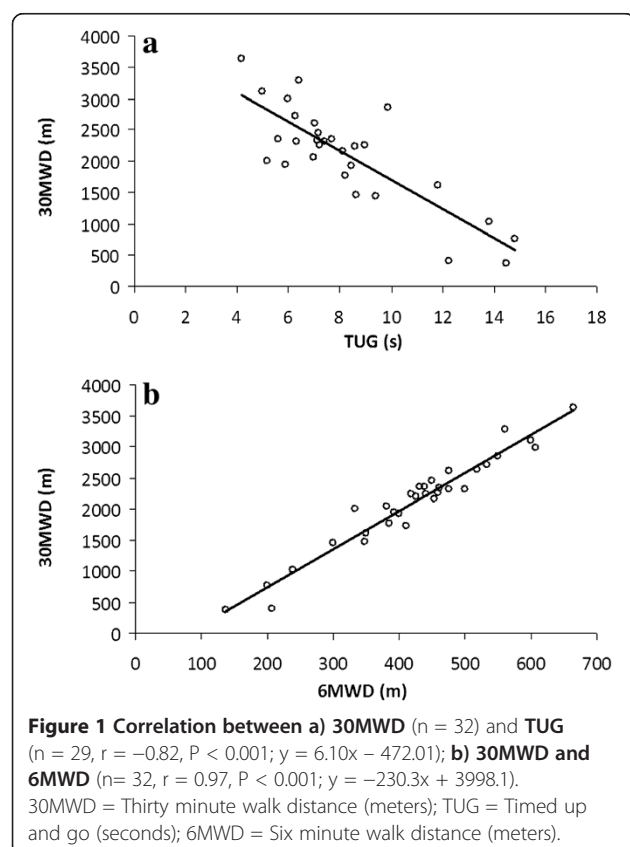 a
4000
3500
3000
2500
2000
1500
1000
500
0
30MWD (m)
0 2 4 6 8 10 12 14 16 18
TUG (s)
b
4000
3500
3000
2500
2000
1500
1000
500
0
30MWD (m)
0 100 200 300 400 500 600 700
6MWD (m)
Figure 1 Correlation between a) 30MWD (n = 32) and TUG
(n = 29, r = −0.82, P < 0.001; y = 6.10x – 472.01); b) 30MWD and
6MWD (n= 32, r = 0.97, P < 0.001; y = −230.3x + 3998.1).
30MWD = Thirty minute walk distance (meters); TUG = Timed up
and go (seconds); 6MWD = Six minute walk distance (meters).